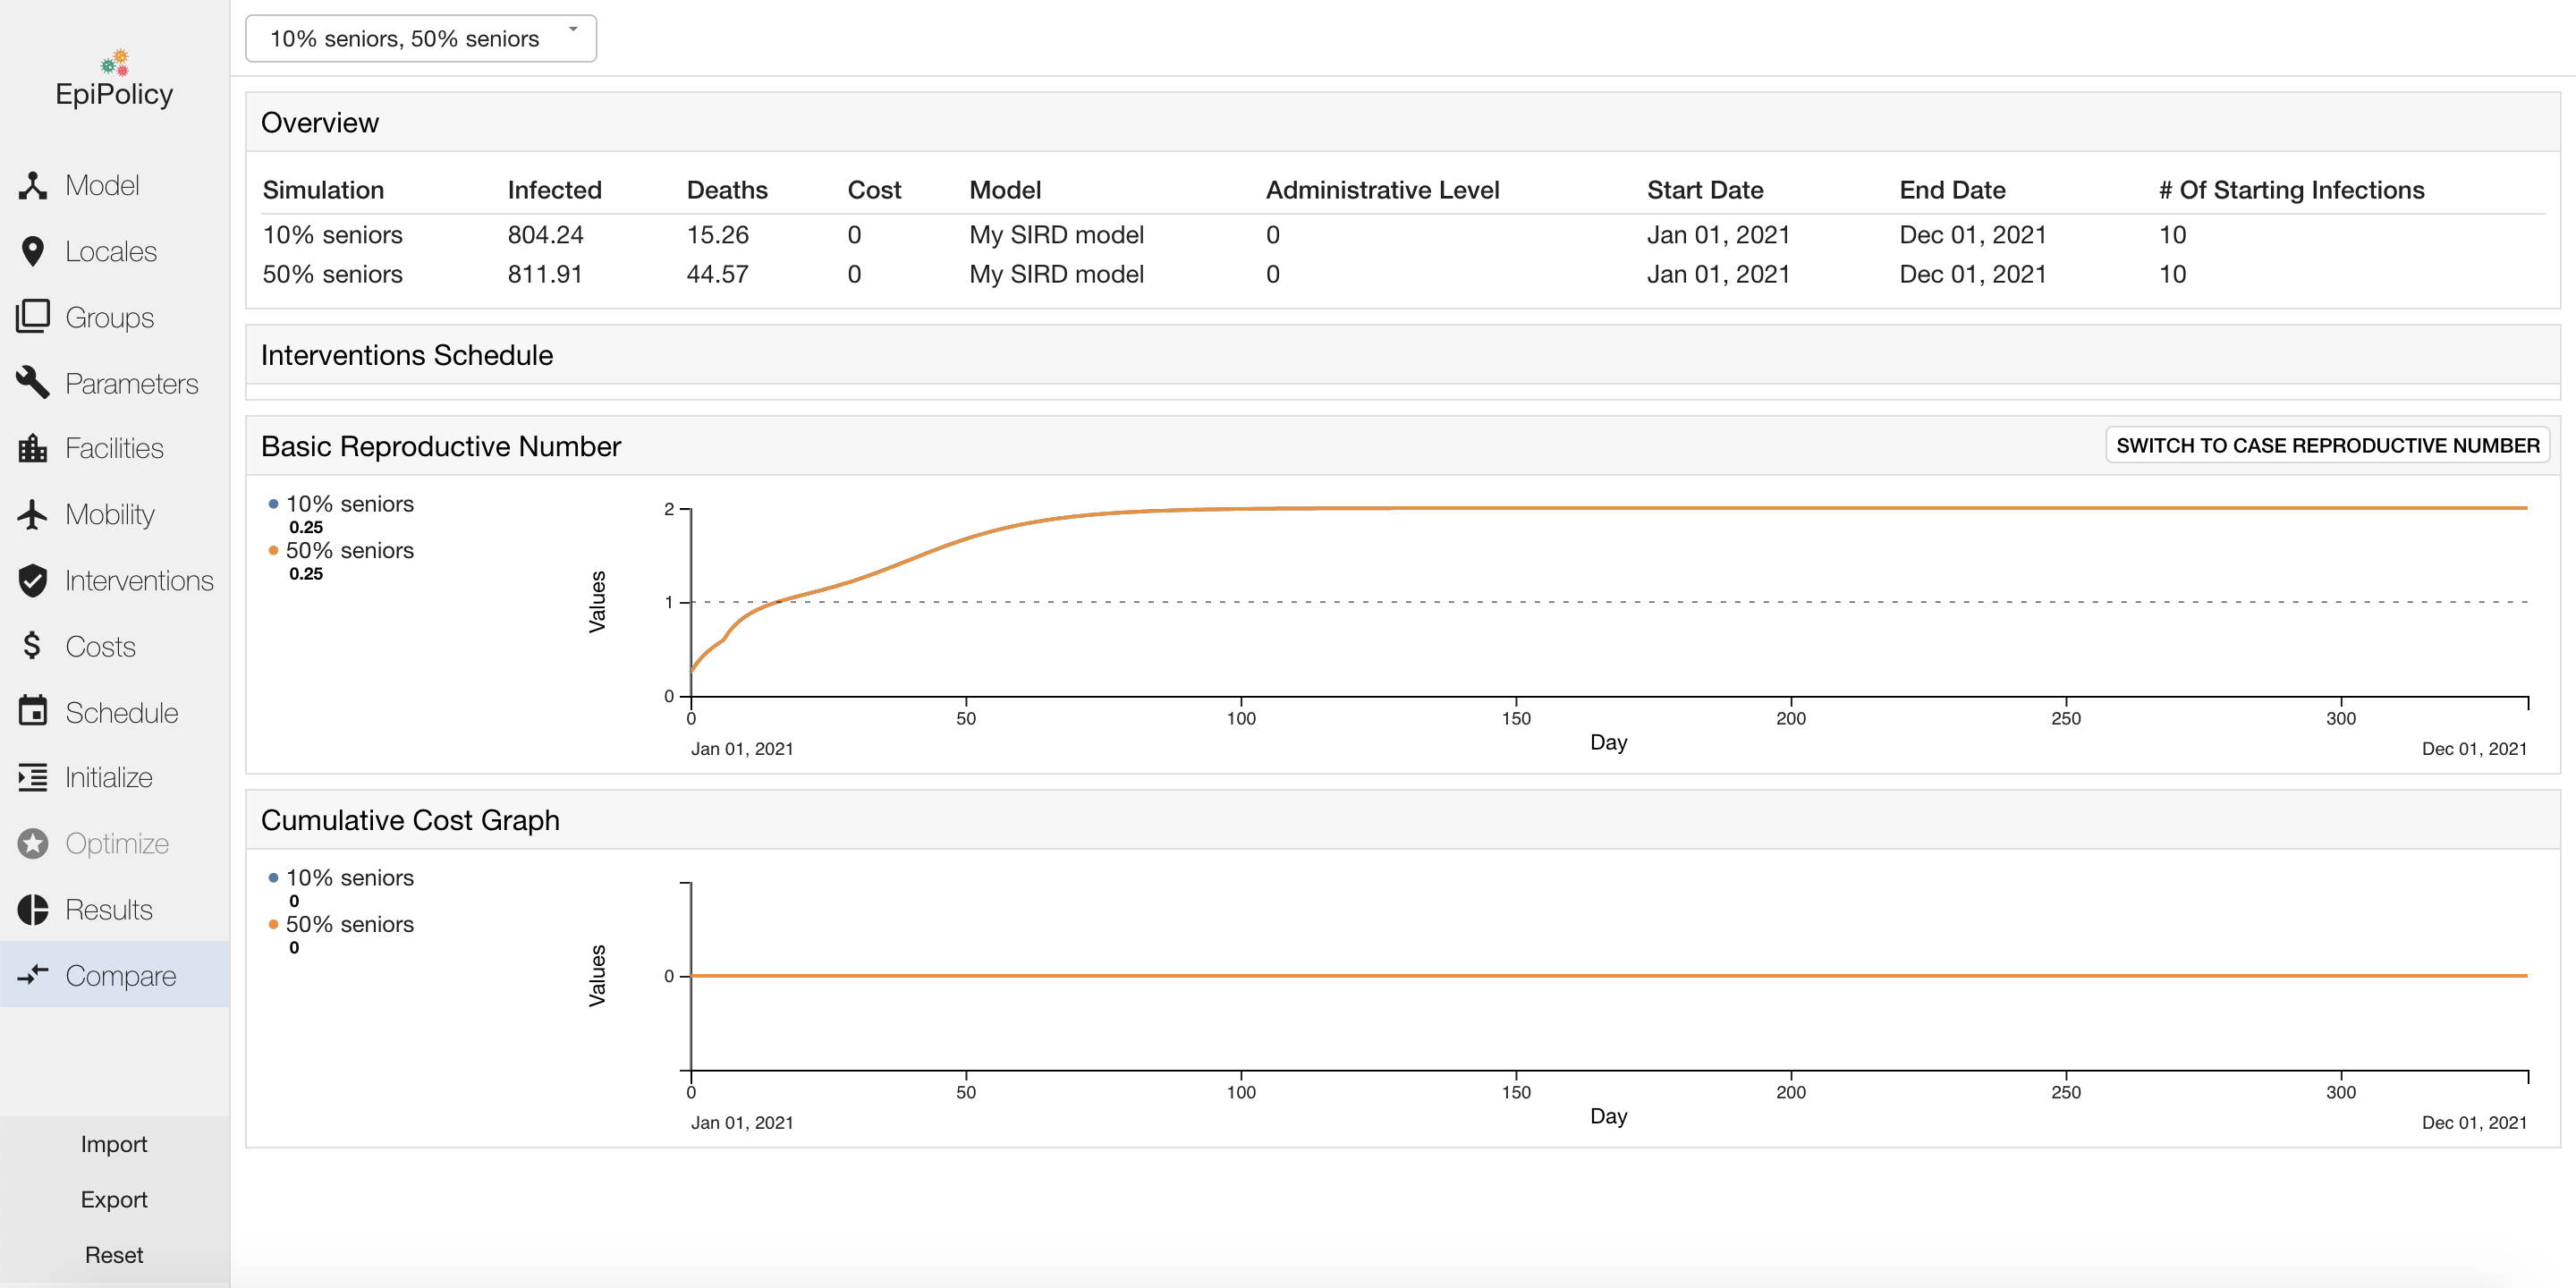 EpiPolicy
Model
Locales
Groups
Parameters
Facilities
Mobility
Interventions
Costs
Schedule
Initialize
Optimize
Results
Compare
Import
Export
Reset
10% seniors, 50% seniors
Overview
Simulation Infected Deaths Cost Model Administrative Level Start Date End Date # Of Starting Infections
10% seniors 804.24 15.26 0 My SIRD model 0 Jan 01, 2021 Dec 01, 2021 10
50% seniors 811.91 44.57 0 My SIRD model 0 Jan 01, 2021 Dec 01, 2021 10
Interventions Schedule
Basic Reproductive Number
SWITCH TO CASE REPRODUCTIVE NUMBER
10% seniors
0.25
50% seniors
0.25
Values
2
1
0
0 50 100 150 200 250 300
Day
Jan 01, 2021 Dec 01, 2021
Cumulative Cost Graph
10% seniors
0
50% seniors
0
Values
0
0 50 100 150 200 250 300
Day
Jan 01, 2021 Dec 01, 2021